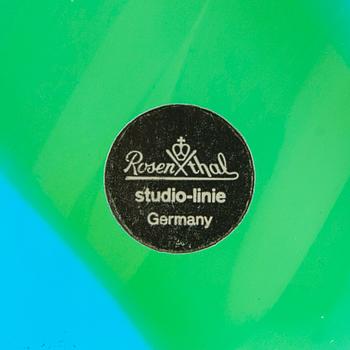 Rosenthal
studio-linie
Germany